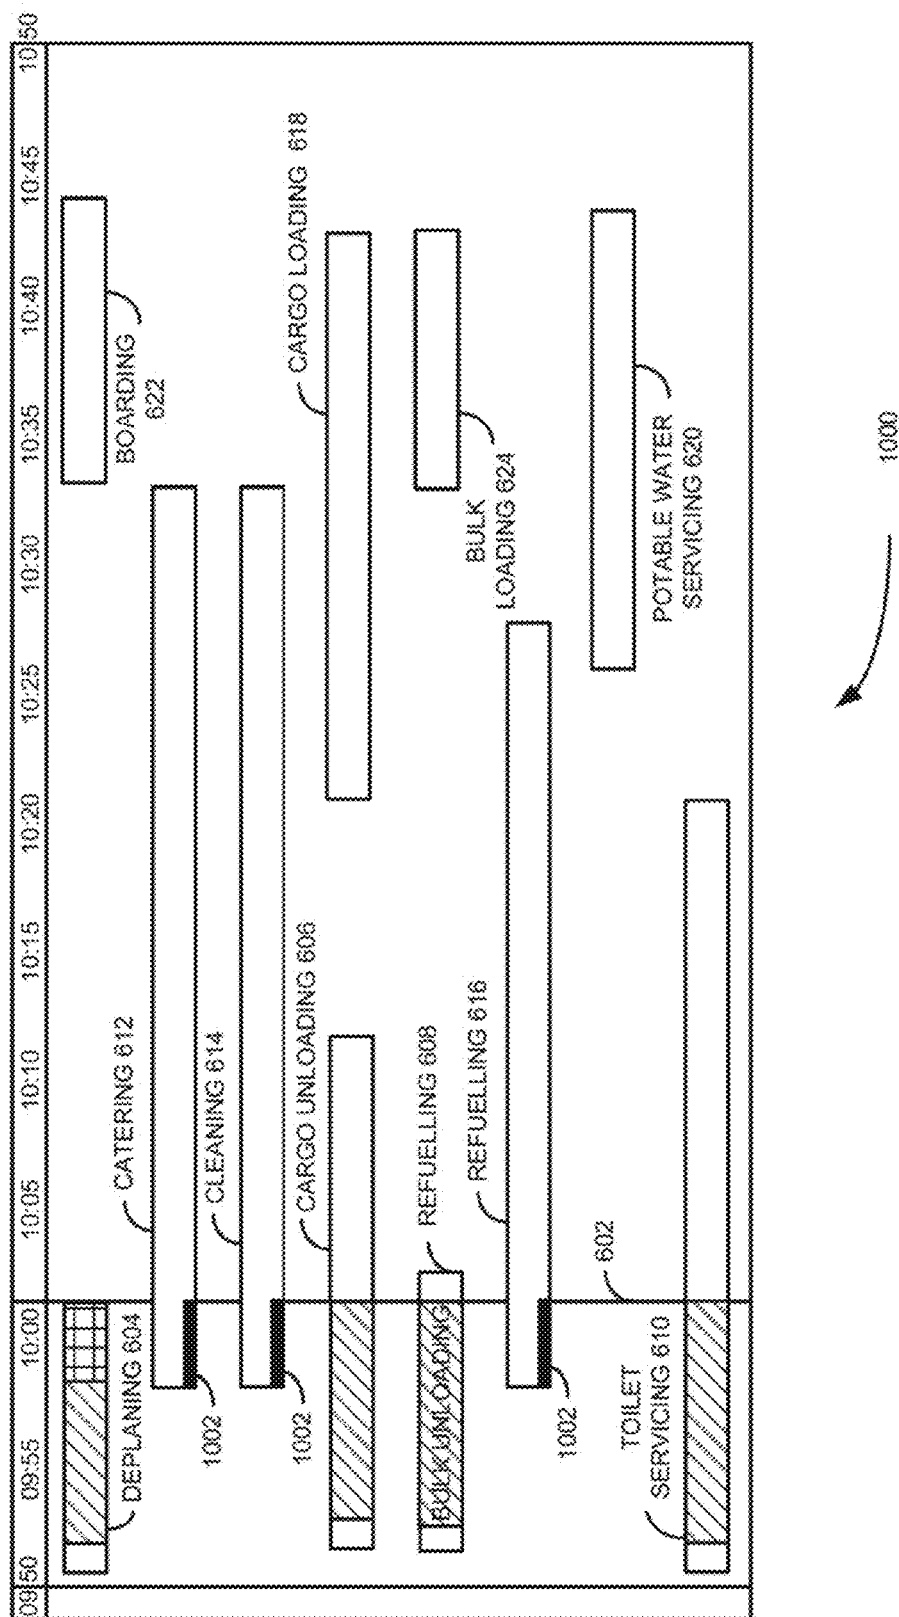 09:50
09:55
10:00
10:05
10:10
10:15
10:20
10:25
10:30
10:35
10:40
10:45
10:50
DEPLANING 604
BOARDING
622
CATERING 612
1002
CLEANING 614
1002
CARGO UNLOADING 606
CARGO LOADING 618
BULK UNLOADING
REFUELLING 608
BULK
LOADING 624
REFUELLING 616
1002
602
POTABLE WATER
SERVICING 620
TOILET
SERVICING 610
1000